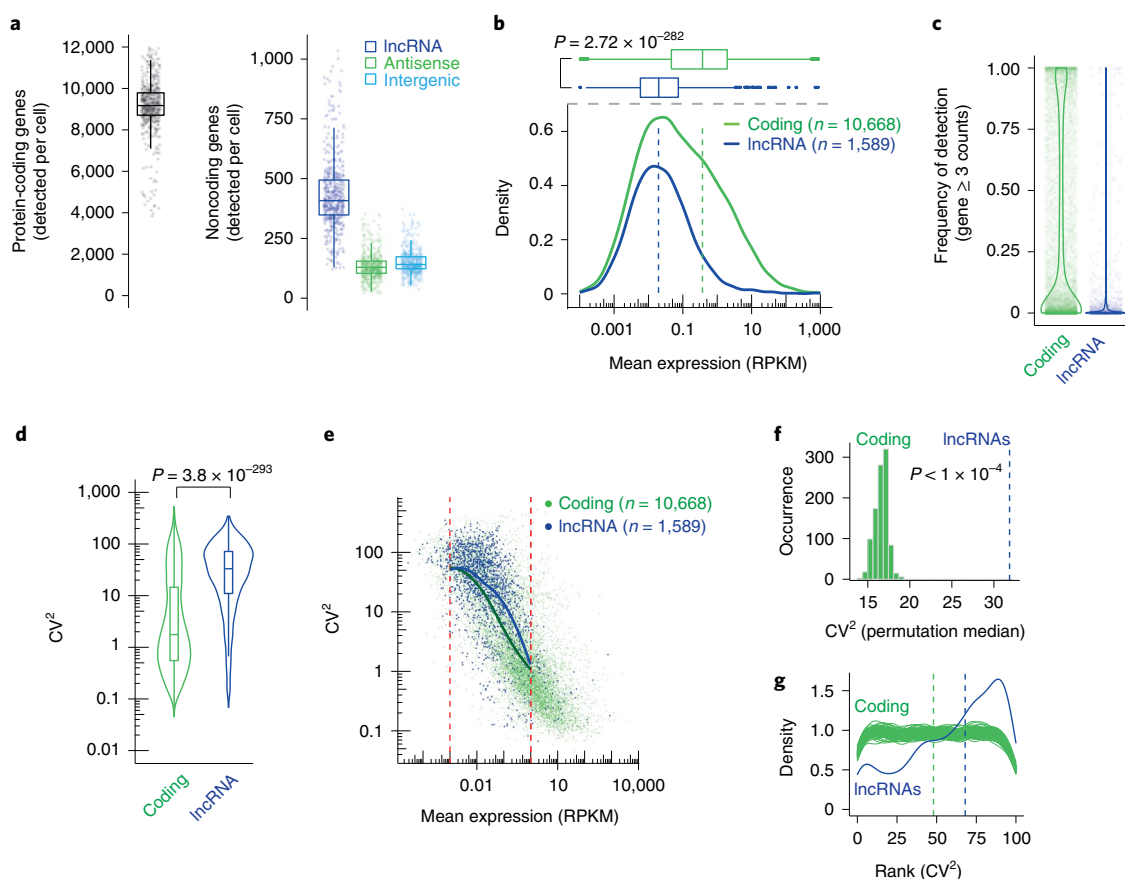 a
Protein-coding genes
(detected per cell)
12,000
10,000
8,000
6,000
4,000
2,000
0
Noncoding genes
(detected per cell)
1,000
750
500
250
0
lncRNA
Antisense
Intergenic
b
P = 2.72 × 10⁻²⁸²
Coding (n = 10,668)
lncRNA (n = 1,589)
Density
0.6
0.4
0.2
0
0.001
0.1
10
1,000
Mean expression (RPKM)
c
Frequency of detection
(gene ≥ 3 counts)
1.00
0.75
0.50
0.25
0
Coding
lncRNA
d
P = 3.8 × 10⁻²⁹³
CV²
1,000
100
10
1
0.1
0.01
Coding
lncRNA
e
Coding (n = 10,668)
lncRNA (n = 1,589)
CV²
100
10
1
0.1
0.01
10
10,000
Mean expression (RPKM)
f
Coding
lncRNAs
P < 1 × 10⁻⁴
Occurrence
300
200
100
0
15
20
25
30
CV² (permutation median)
g
Coding
lncRNAs
Density
1.5
1.0
0.5
0
0
25
50
75
100
Rank (CV²)